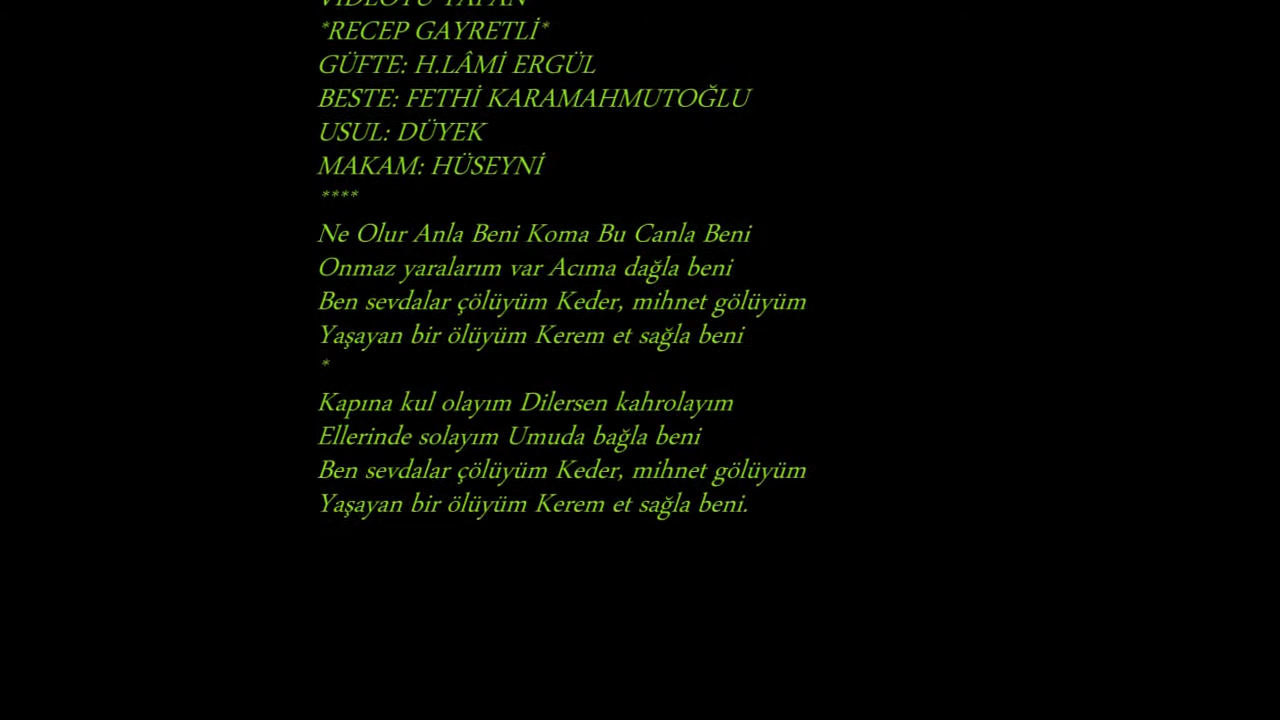 VİDEOYU YAPAN
*RECEP GAYRETLİ*
GÜFTE: H.LÂMİ ERGÜL
BESTE: FETHİ KARAMAHMUTOĞLU
USUL: DÜYEK
MAKAM: HÜSEYNİ
****
Ne Olur Anla Beni Koma Bu Canla Beni
Onmaz yaralarım var Acıma dağla beni
Ben sevdalar çölüyüm Keder, mihnet gölüyüm
Yaşayan bir ölüyüm Kerem et sağla beni
*
Kapına kul olayım Dilersen kahrolayım
Ellerinde solayım Umuda bağla beni
Ben sevdalar çölüyüm Keder, mihnet gölüyüm
Yaşayan bir ölüyüm Kerem et sağla beni.